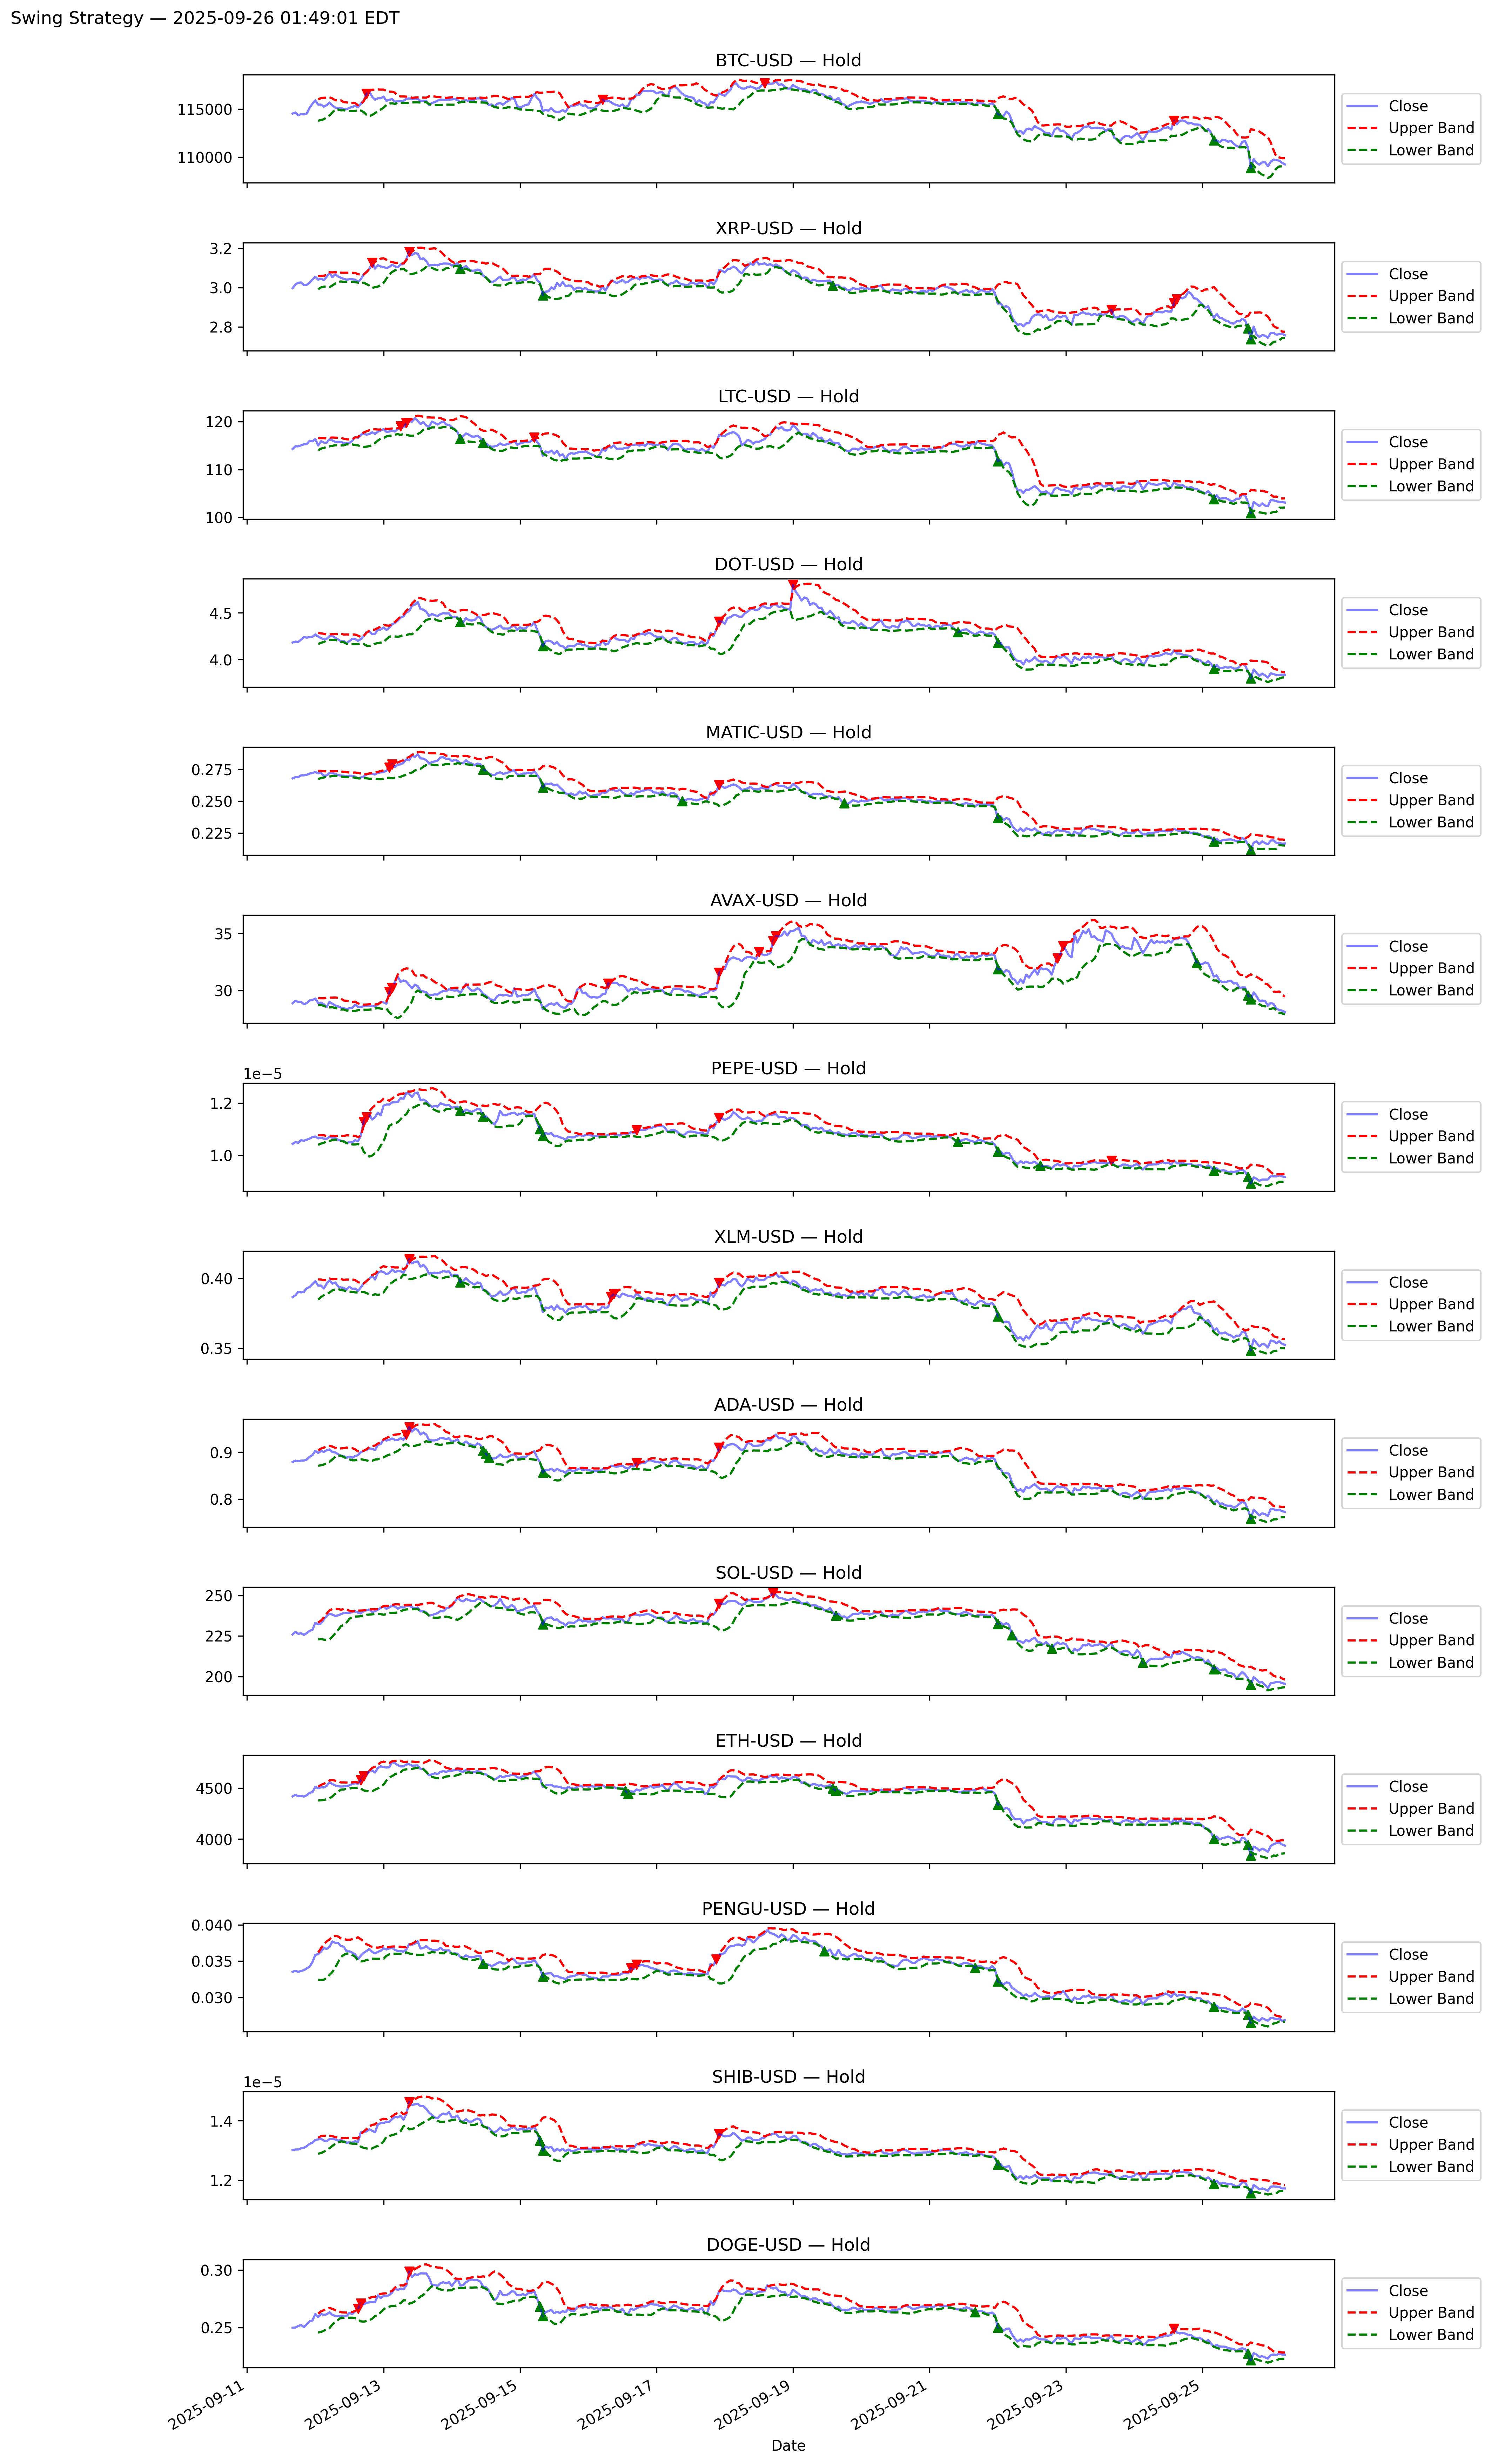 Swing Strategy — 2025-09-26 01:49:01 EDT
BTC-USD — Hold
115000
110000
Close
Upper Band
Lower Band
XRP-USD — Hold
3.2
3.0
2.8
Close
Upper Band
Lower Band
LTC-USD — Hold
120
110
100
Close
Upper Band
Lower Band
DOT-USD — Hold
4.5
4.0
Close
Upper Band
Lower Band
MATIC-USD — Hold
0.275
0.250
0.225
Close
Upper Band
Lower Band
AVAX-USD — Hold
35
30
Close
Upper Band
Lower Band
1e−5
PEPE-USD — Hold
1.2
1.0
Close
Upper Band
Lower Band
XLM-USD — Hold
0.40
0.35
Close
Upper Band
Lower Band
ADA-USD — Hold
0.9
0.8
Close
Upper Band
Lower Band
SOL-USD — Hold
250
225
200
Close
Upper Band
Lower Band
ETH-USD — Hold
4500
4000
Close
Upper Band
Lower Band
PENGU-USD — Hold
0.040
0.035
0.030
Close
Upper Band
Lower Band
1e−5
SHIB-USD — Hold
1.4
1.2
Close
Upper Band
Lower Band
DOGE-USD — Hold
0.30
0.25
Close
Upper Band
Lower Band
2025-09-11
2025-09-13
2025-09-15
2025-09-17
2025-09-19
2025-09-21
2025-09-23
2025-09-25
Date